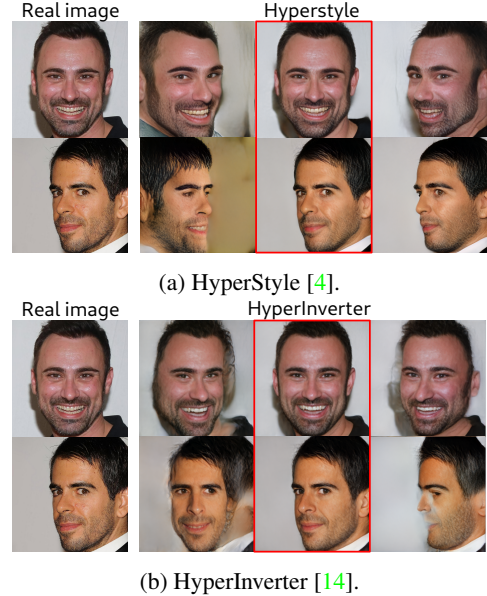 Real image Hyperstyle
(a) HyperStyle [4].
Real image HyperInverter
(b) HyperInverter [14].